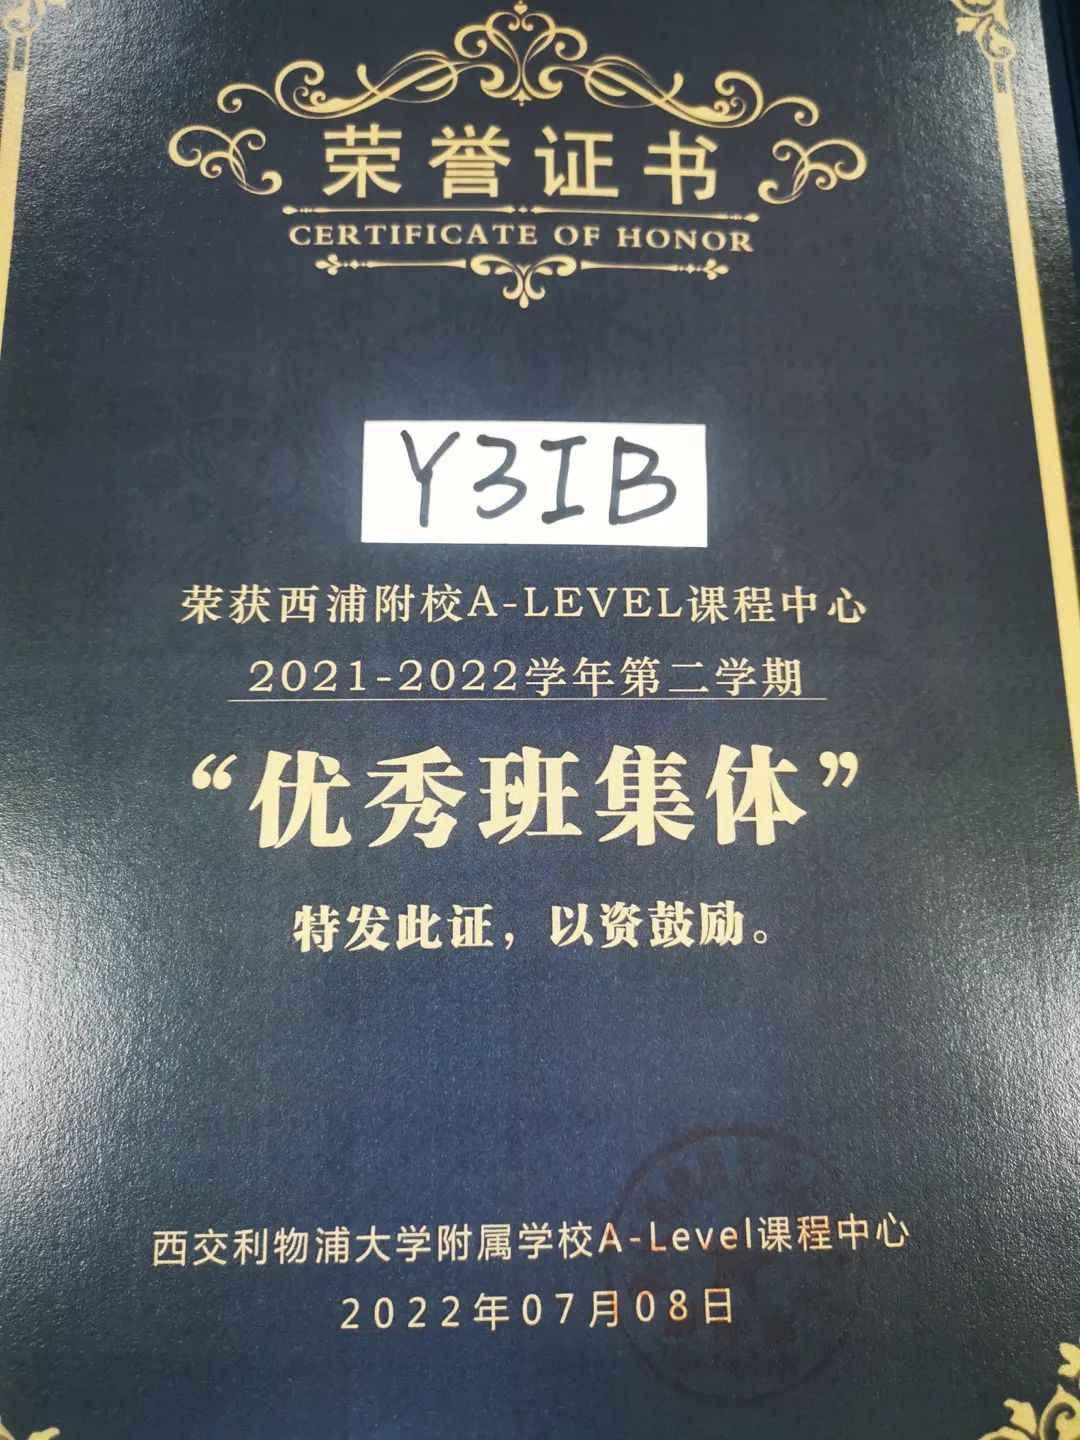 荣誉证书
CERTIFICATE OF HONOR
Y3IB
荣获西浦附校A-LEVEL课程中心
2021-2022学年第二学期
“优秀班集体”
特发此证，以资鼓励。
西交利物浦大学附属学校A-Level课程中心
2022年07月08日